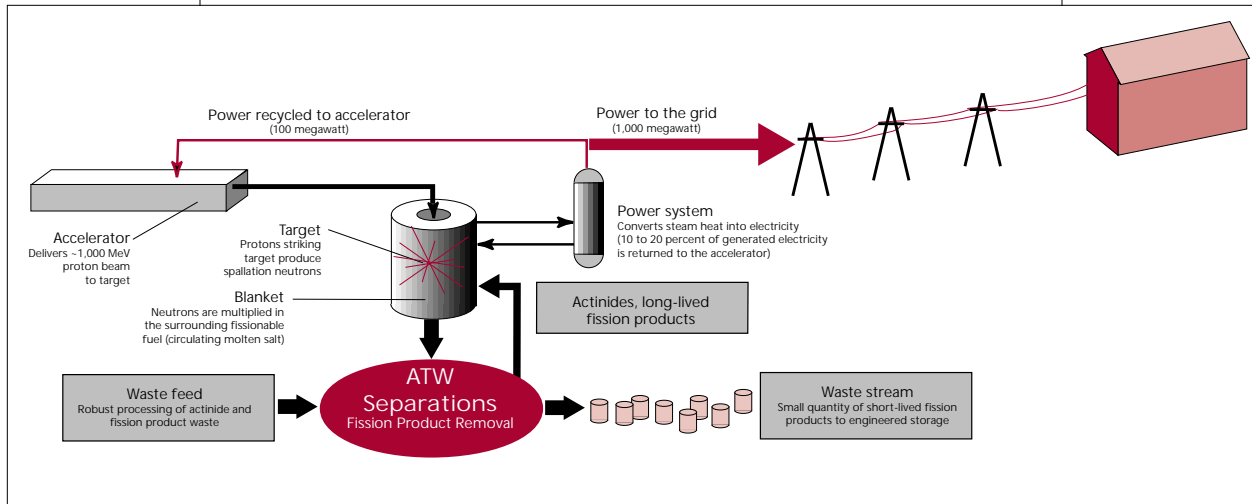 Power recycled to accelerator
(100 megawatt)
Power to the grid
(1,000 megawatt)
Accelerator
Delivers ~1,000 MeV
proton beam
to target
Target
Protons striking
target produce
spallation neutrons
Power system
Converts steam heat into electricity
(10 to 20 percent of generated electricity
is returned to the accelerator)
Blanket
Neutrons are multiplied in
the surrounding fissionable
fuel (circulating molten salt)
Actinides, long-lived
fission products
Waste feed
Robust processing of actinide and
fission product waste
ATW
Separations
Fission Product Removal
Waste stream
Small quantity of short-lived fission
products to engineered storage